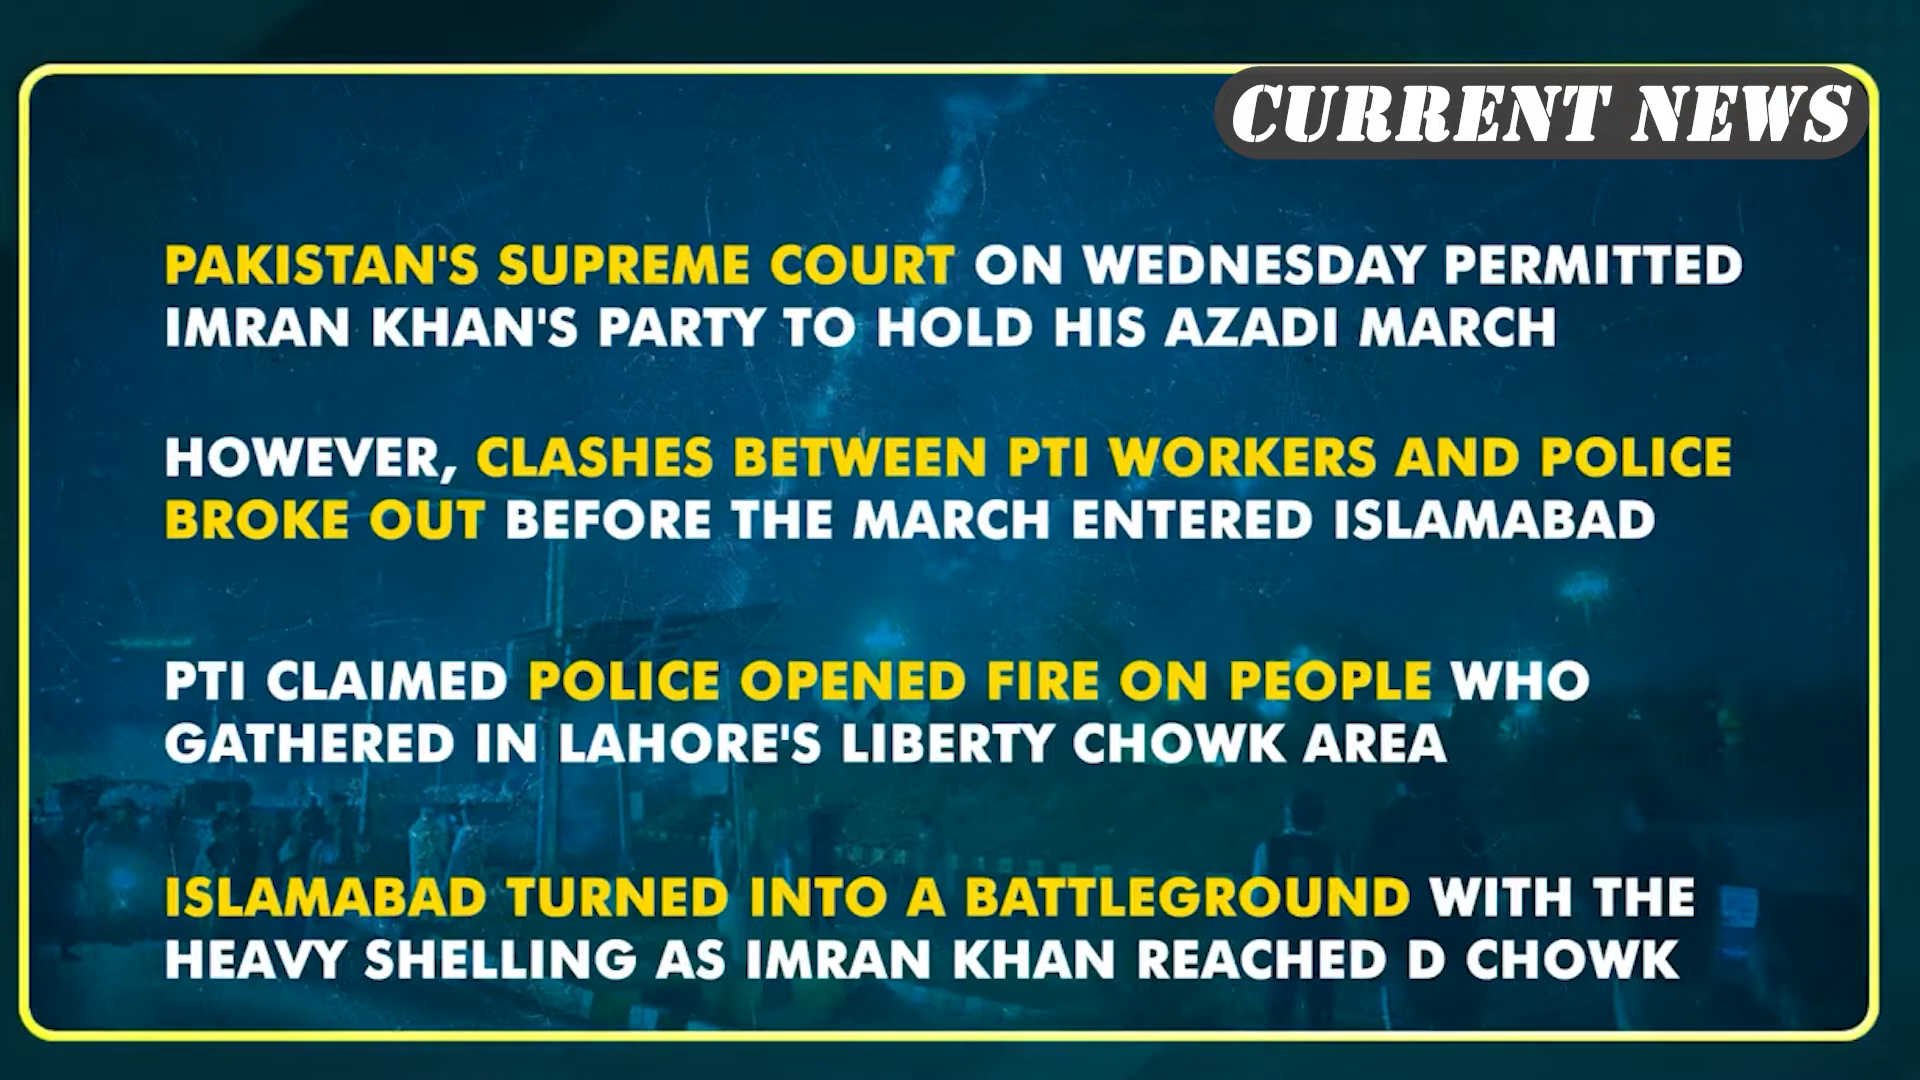 CURRENT NEWS
PAKISTAN'S SUPREME COURT ON WEDNESDAY PERMITTED
IMRAN KHAN'S PARTY TO HOLD HIS AZADI MARCH
HOWEVER, CLASHES BETWEEN PTI WORKERS AND POLICE
BROKE OUT BEFORE THE MARCH ENTERED ISLAMABAD
PTI CLAIMED POLICE OPENED FIRE ON PEOPLE WHO
GATHERED IN LAHORE'S LIBERTY CHOWK AREA
ISLAMABAD TURNED INTO A BATTLEGROUND WITH THE
HEAVY SHELLING AS IMRAN KHAN REACHED D CHOWK